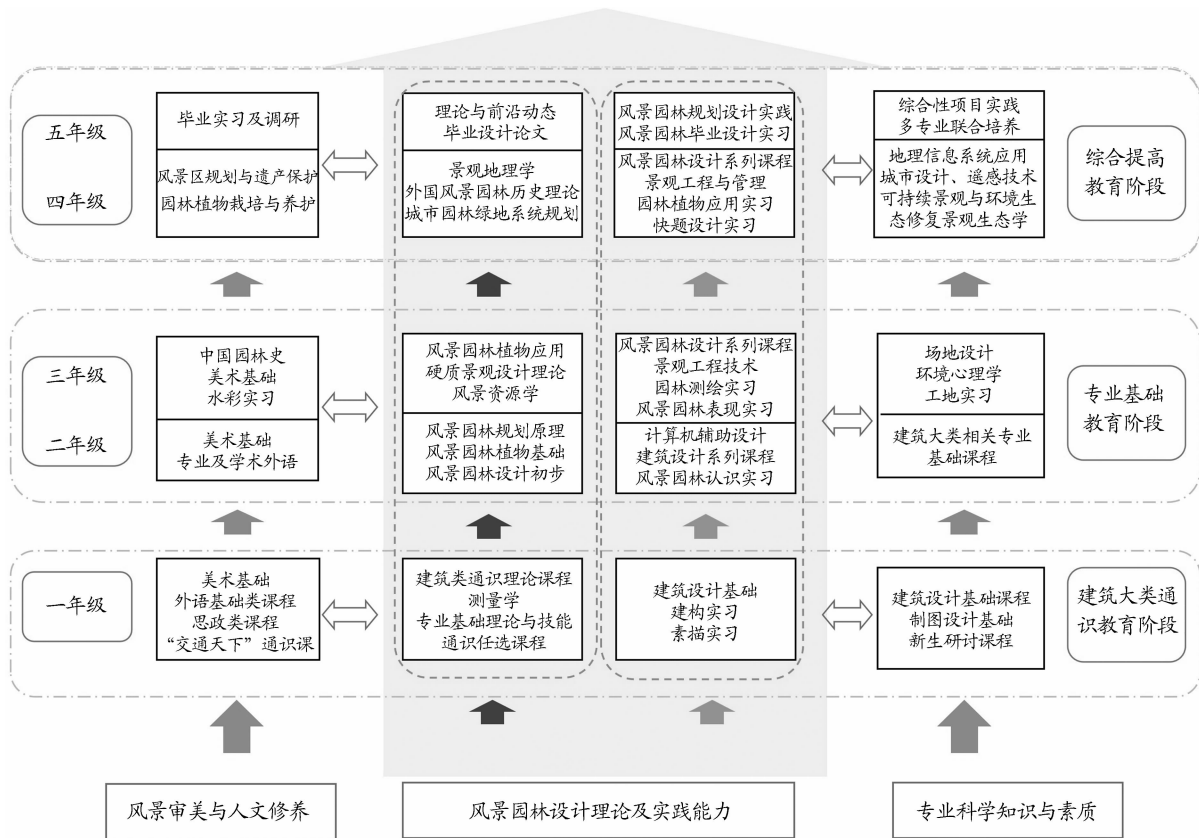 五年级
四年级
毕业实习及调研
风景区规划与遗产保护
园林植物栽培与养护
理论与前沿动态
毕业设计论文
景观地理学
外国风景园林历史理论
城市园林绿地系统规划
风景园林规划设计实践
风景园林毕业设计实习
风景园林设计系列课程
景观工程与管理
园林植物应用实习
快题设计实习
综合性项目实践
多专业联合培养
地理信息系统应用
城市设计、遥感技术
可持续景观与环境生
态修复景观生态学
综合提高
教育阶段
三年级
二年级
中国园林史
美术基础
水彩实习
美术基础
专业及学术外语
风景园林植物应用
硬质景观设计理论
风景资源学
风景园林规划原理
风景园林植物基础
风景园林设计初步
风景园林设计系列课程
景观工程技术
园林测绘实习
风景园林表现实习
计算机辅助设计
建筑设计系列课程
风景园林认识实习
场地设计
环境心理学
工地实习
建筑大类相关专业
基础课程
专业基础
教育阶段
一年级
美术基础
外语基础类课程
思政类课程
“交通天下”通识课
建筑类通识理论课程
测量学
专业基础理论与技能
通识任选课程
建筑设计基础
建构实习
素描实习
建筑设计基础课程
制图设计基础
新生研讨课程
建筑大类通
识教育阶段
风景审美与人文修养
风景园林设计理论及实践能力
专业科学知识与素质